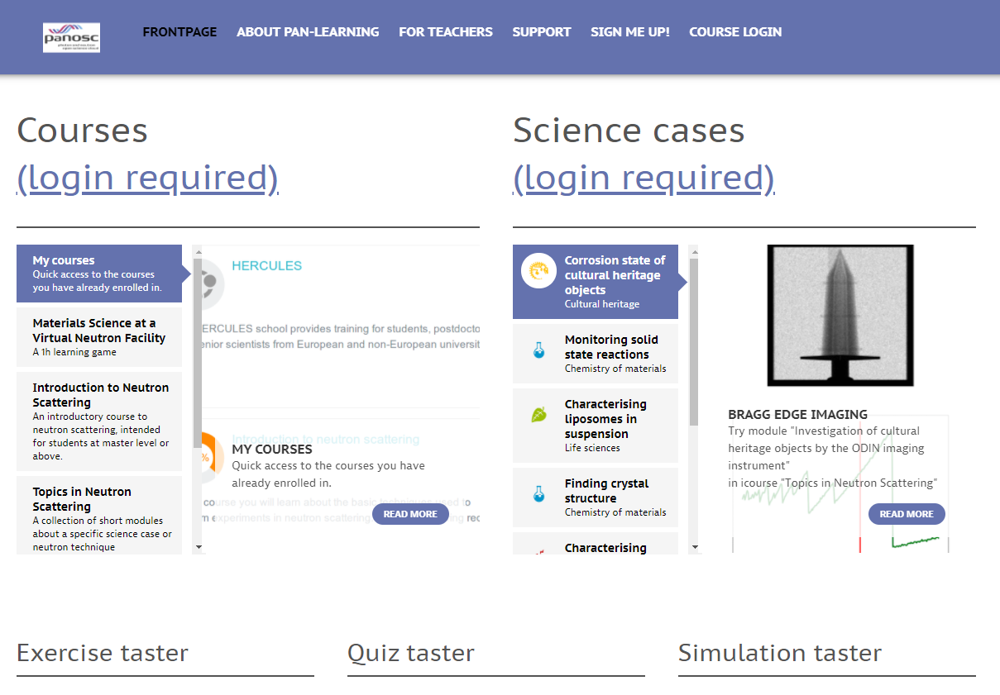 panosc
FRONTPAGE
ABOUT PAN-LEARNING
FOR TEACHERS
SUPPORT
SIGN ME UP!
COURSE LOGIN
Courses
(login required)
My courses
Quick access to the courses
you have already enrolled in.
Materials Science at a
Virtual Neutron Facility
A 1h learning game
Introduction to Neutron
Scattering
An introductory course to
neutron scattering, intended
for students at master level or
above.
Topics in Neutron
Scattering
A collection of short modules
about a specific science case or
neutron technique
HERCULES
ERCULES school provides training for students, postdocto
enior scientists from European and non-European universit
Introduction to neutron scattering
%
MY COURSES
Quick access to the courses you have
already enrolled in.
course you will learn about the basic techniques used to
m experiments in neutron scattering
READ MORE
Science cases
(login required)
Corrosion state of
cultural heritage
objects
Cultural heritage
Monitoring solid
state reactions
Chemistry of materials
Characterising
liposomes in
suspension
Life sciences
Finding crystal
structure
Chemistry of materials
Characterising
BRAGG EDGE IMAGING
Try module "Investigation of cultural
heritage objects by the ODIN imaging
instrument"
in icourse "Topics in Neutron Scattering"
READ MORE
Exercise taster
Quiz taster
Simulation taster